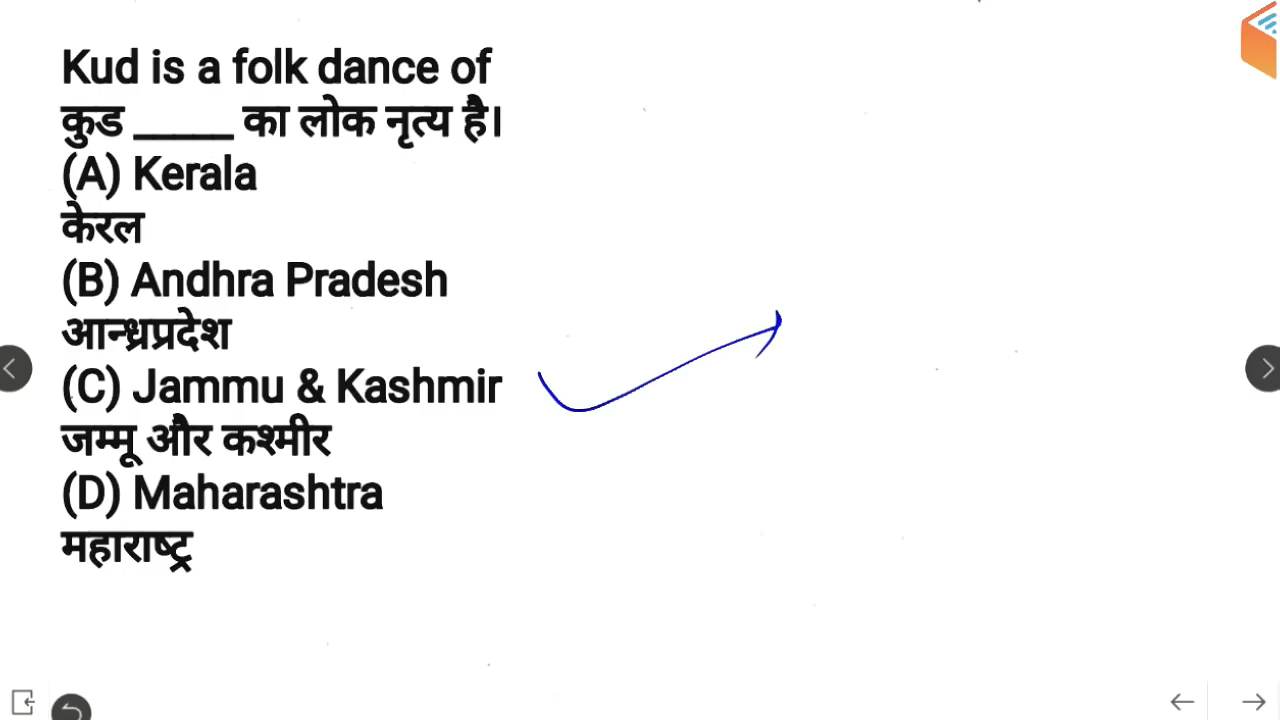 Kud is a folk dance of
कुड _____ का लोक नृत्य है।
(A) Kerala
केरल
(B) Andhra Pradesh
आन्ध्रप्रदेश
(C) Jammu & Kashmir
जम्मू और कश्मीर
(D) Maharashtra
महाराष्ट्र